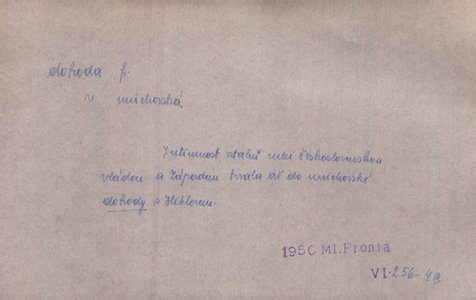 dohoda f.
v. mnichovská.
Intimnost vztahů mezi československou
vládou a Západem trvala až do mnichovské
dohody s Hitlerem.
1950 Ml. Fronta
VI. 256-4